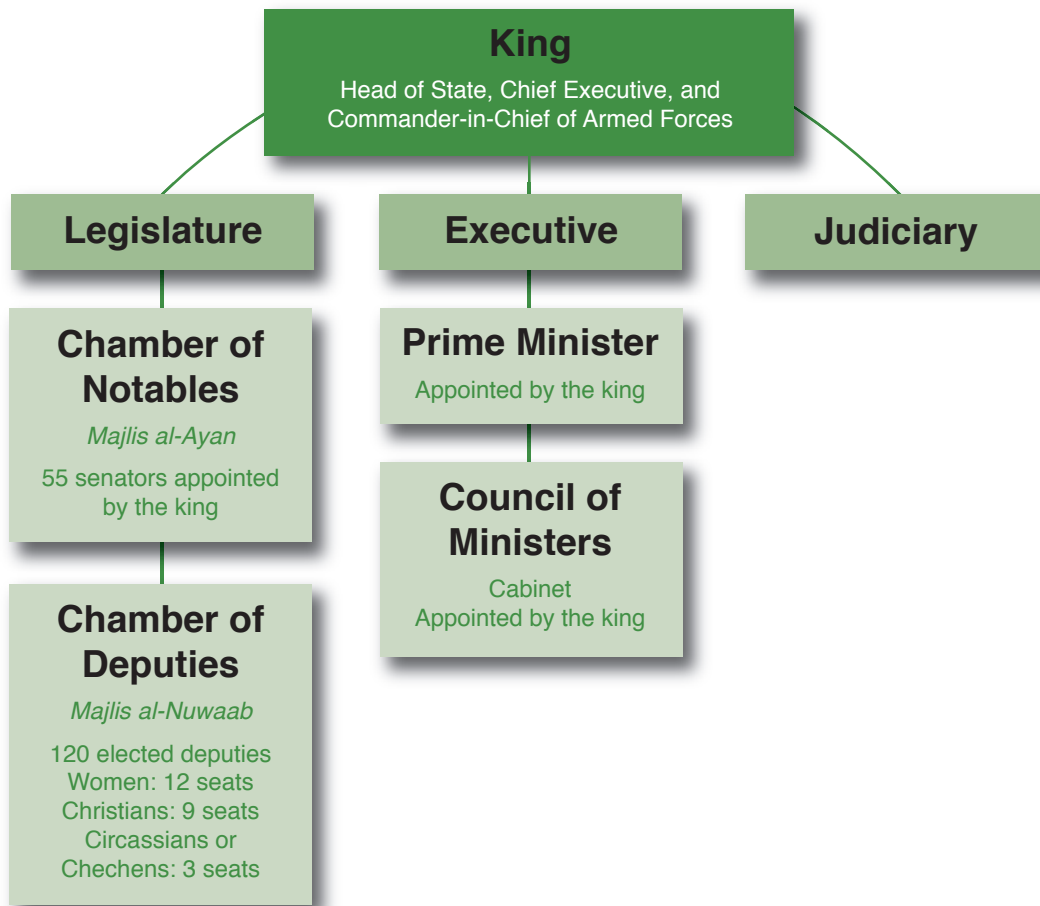 King
Head of State, Chief Executive, and
Commander-in-Chief of Armed Forces
Legislature
Executive
Judiciary
Chamber of
Notables
Majlis al-Ayan
55 senators appointed
by the king
Prime Minister
Appointed by the king
Council of
Ministers
Cabinet
Appointed by the king
Chamber of
Deputies
Majlis al-Nuwaab
120 elected deputies
Women: 12 seats
Christians: 9 seats
Circassians or
Chechens: 3 seats